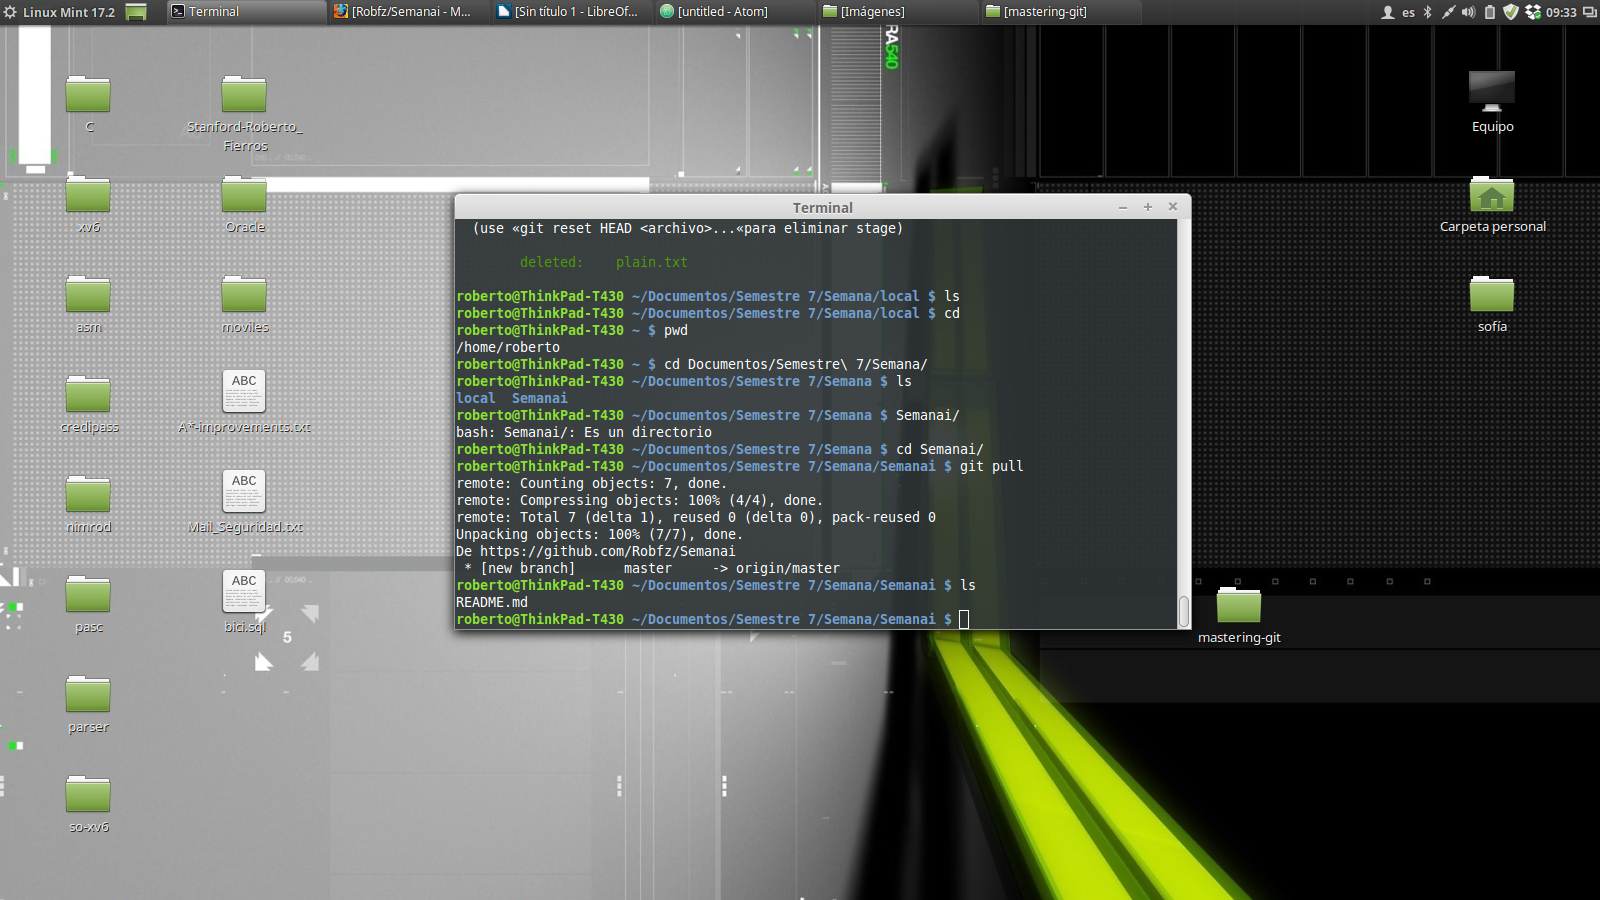 Linux Mint 17.2
Terminal
[Robfz/Semanai - M...
[Sin título 1 - LibreOf...
[untitled - Atom]
[Imágenes]
[mastering-git]
es
09:33
RA540
C
Stanford-Roberto_
Fierros
Equipo
xv6
Oracle
Carpeta personal
asm
moviles
sofía
credipass
A*-improvements.txt
nimrod
Mail_Seguridad.txt
pasc
bici.sql
5
mastering-git
parser
so-xv6
Terminal
(use «git reset HEAD <archivo>...«para eliminar stage)
deleted:    plain.txt
roberto@ThinkPad-T430 ~/Documentos/Semestre 7/Semana/local $ ls
roberto@ThinkPad-T430 ~/Documentos/Semestre 7/Semana/local $ cd
roberto@ThinkPad-T430 ~ $ pwd
/home/roberto
roberto@ThinkPad-T430 ~ $ cd Documentos/Semestre\ 7/Semana/
roberto@ThinkPad-T430 ~/Documentos/Semestre 7/Semana $ ls
local  Semanai
roberto@ThinkPad-T430 ~/Documentos/Semestre 7/Semana $ Semanai/
bash: Semanai/: Es un directorio
roberto@ThinkPad-T430 ~/Documentos/Semestre 7/Semana $ cd Semanai/
roberto@ThinkPad-T430 ~/Documentos/Semestre 7/Semana/Semanai $ git pull
remote: Counting objects: 7, done.
remote: Compressing objects: 100% (4/4), done.
remote: Total 7 (delta 1), reused 0 (delta 0), pack-reused 0
Unpacking objects: 100% (7/7), done.
De https://github.com/Robfz/Semanai
* [new branch]      master     -> origin/master
roberto@ThinkPad-T430 ~/Documentos/Semestre 7/Semana/Semanai $ ls
README.md
roberto@ThinkPad-T430 ~/Documentos/Semestre 7/Semana/Semanai $